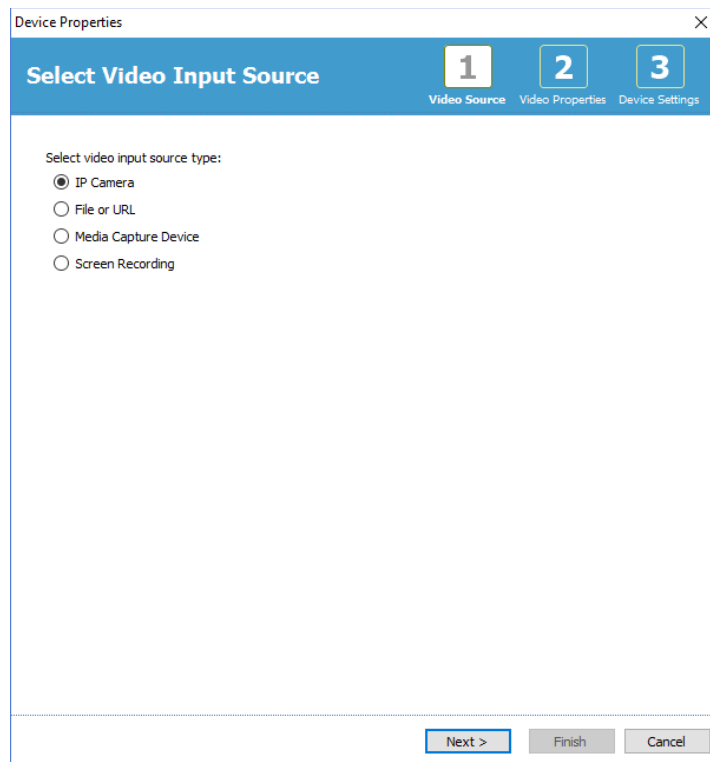 Device Properties
Select Video Input Source
1 2 3
Video Source Video Properties Device Settings
Select video input source type:
IP Camera
File or URL
Media Capture Device
Screen Recording
Next > Finish Cancel